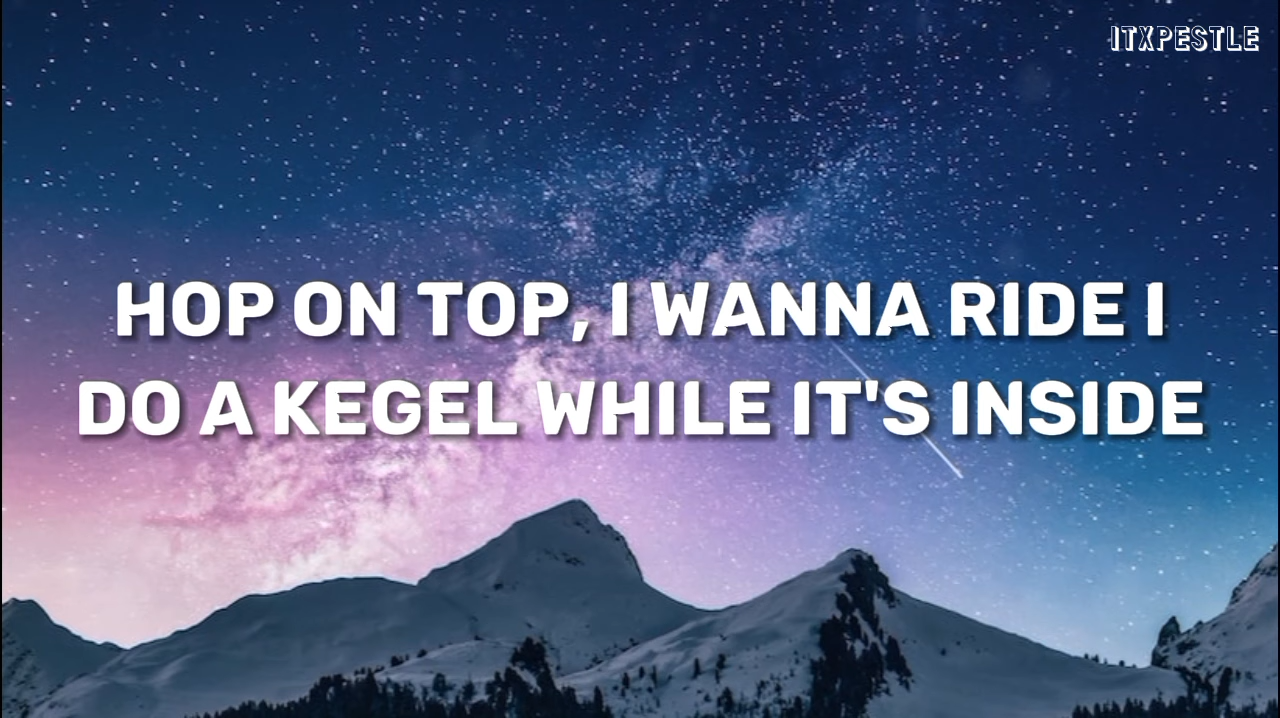 ITXPESTLE
HOP ON TOP, I WANNA RIDE I
DO A KEGEL WHILE IT'S INSIDE